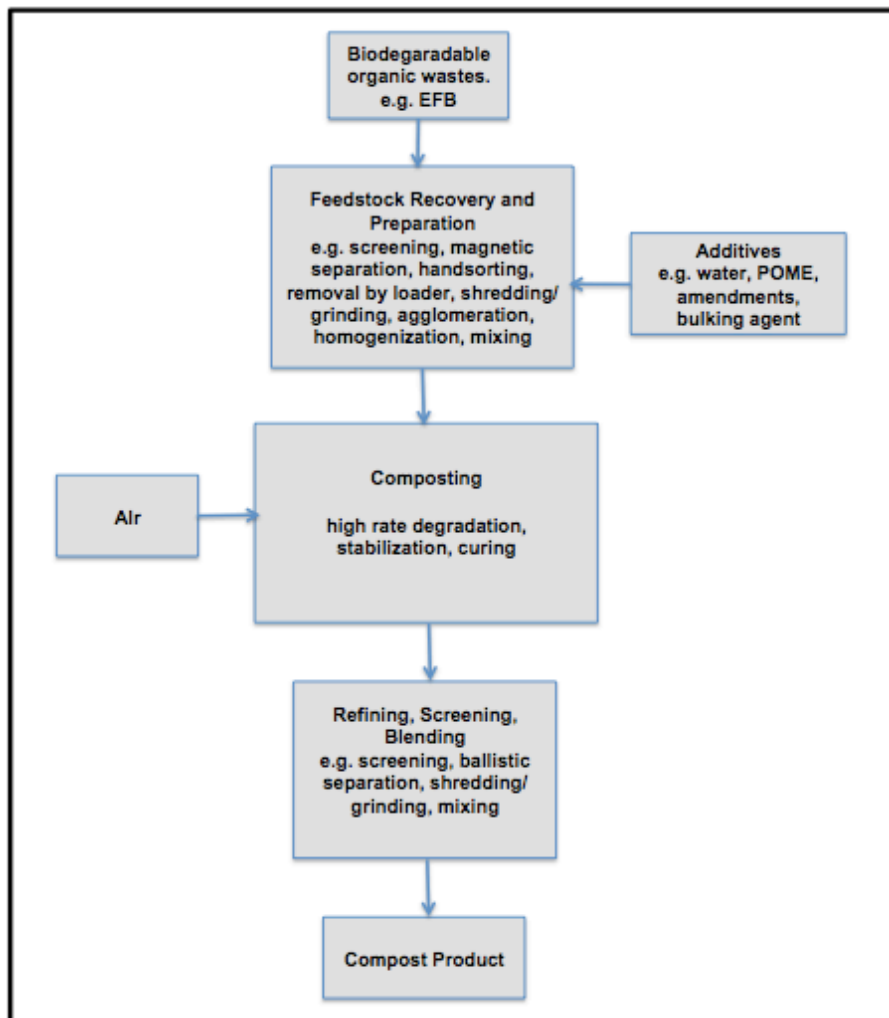 Biodegaradable
organic wastes.
e.g. EFB
Feedstock Recovery and
Preparation
e.g. screening, magnetic
separation, handsorting,
removal by loader, shredding/
grinding, agglomeration,
homogenization, mixing
Additives
e.g. water, POME,
amendments,
bulking agent
Composting
high rate degradation,
stabilization, curing
AIr
Refining, Screening,
Blending
e.g. screening, ballistic
separation, shredding/
grinding, mixing
Compost Product